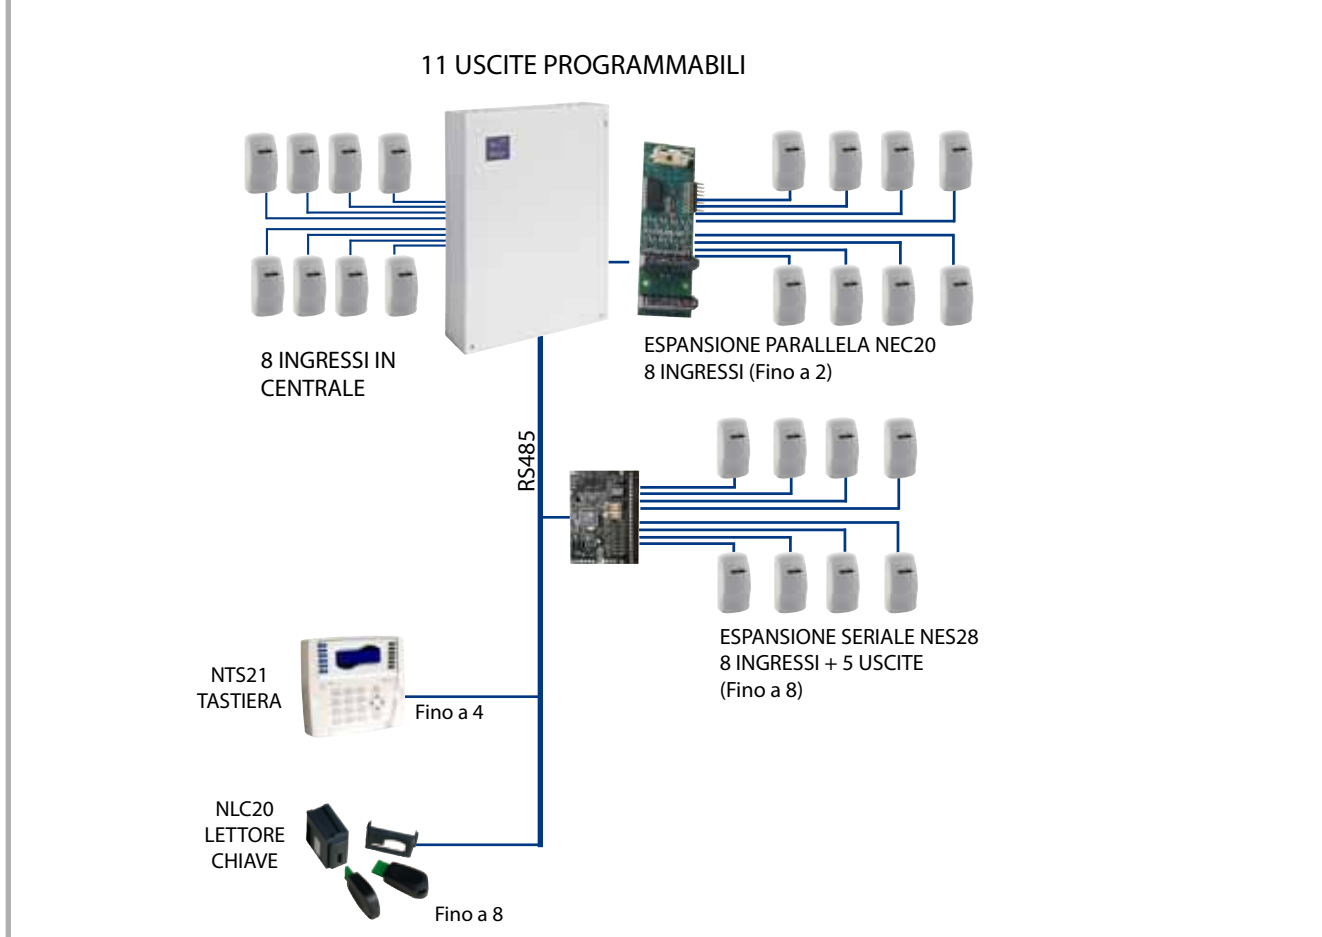 11 USCITE PROGRAMMABILI
8 INGRESSI IN
CENTRALE
ESPANSIONE PARALLELA NEC20
8 INGRESSI (Fino a 2)
RS485
ESPANSIONE SERIALE NES28
8 INGRESSI + 5 USCITE
(Fino a 8)
NTS21
TASTIERA
Fino a 4
NLC20
LETTORE
CHIAVE
Fino a 8